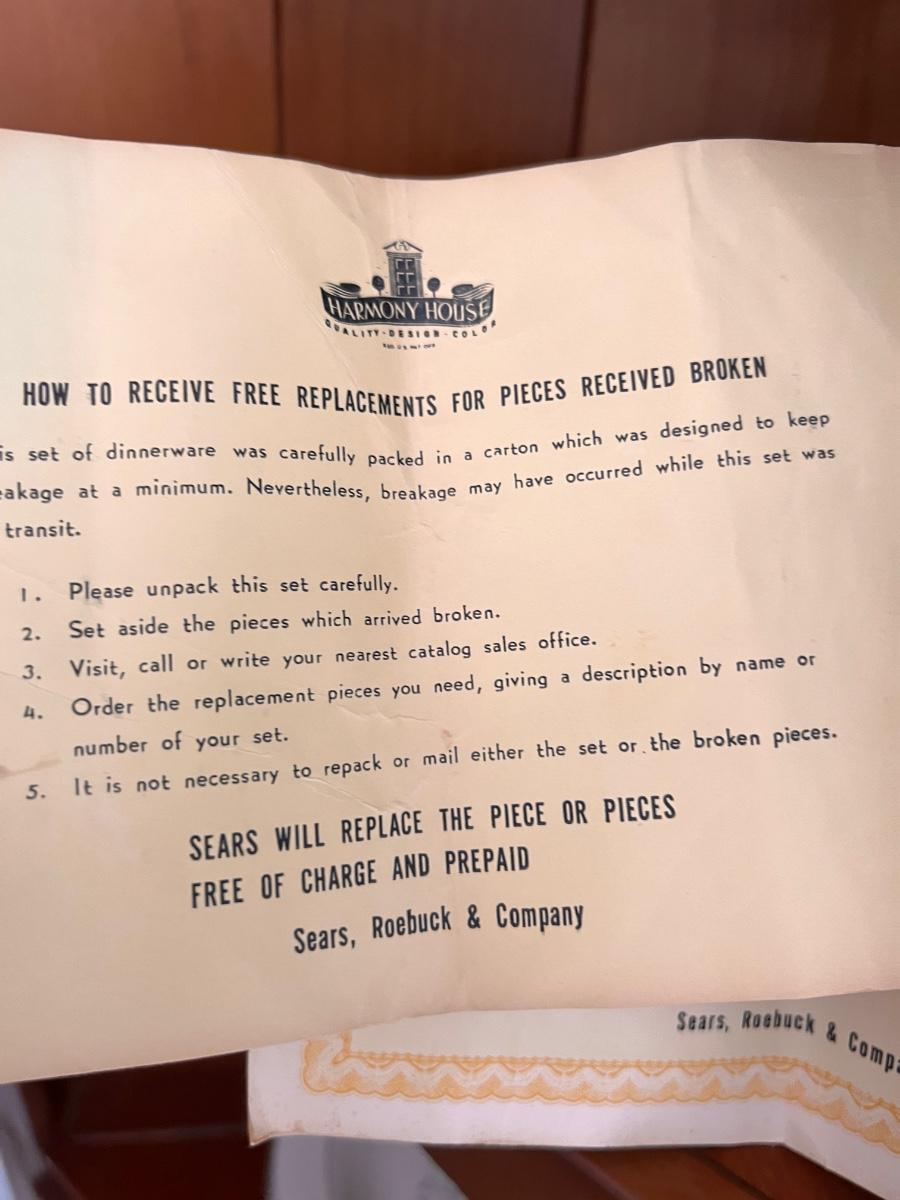 HARMONY HOUSE
QUALITY-DESIGN-COLOR
HOW TO RECEIVE FREE REPLACEMENTS FOR PIECES RECEIVED BROKEN
is set of dinnerware was carefully packed in a carton which was designed to keep
eakage at a minimum. Nevertheless, breakage may have occurred while this set was
transit.
1. Please unpack this set carefully.
2. Set aside the pieces which arrived broken.
3. Visit, call or write your nearest catalog sales office.
4. Order the replacement pieces you need, giving a description by name or
number of your set.
5. It is not necessary to repack or mail either the set or the broken pieces.
SEARS WILL REPLACE THE PIECE OR PIECES
FREE OF CHARGE AND PREPAID
Sears, Roebuck & Company
Sears, Roebuck & Compa